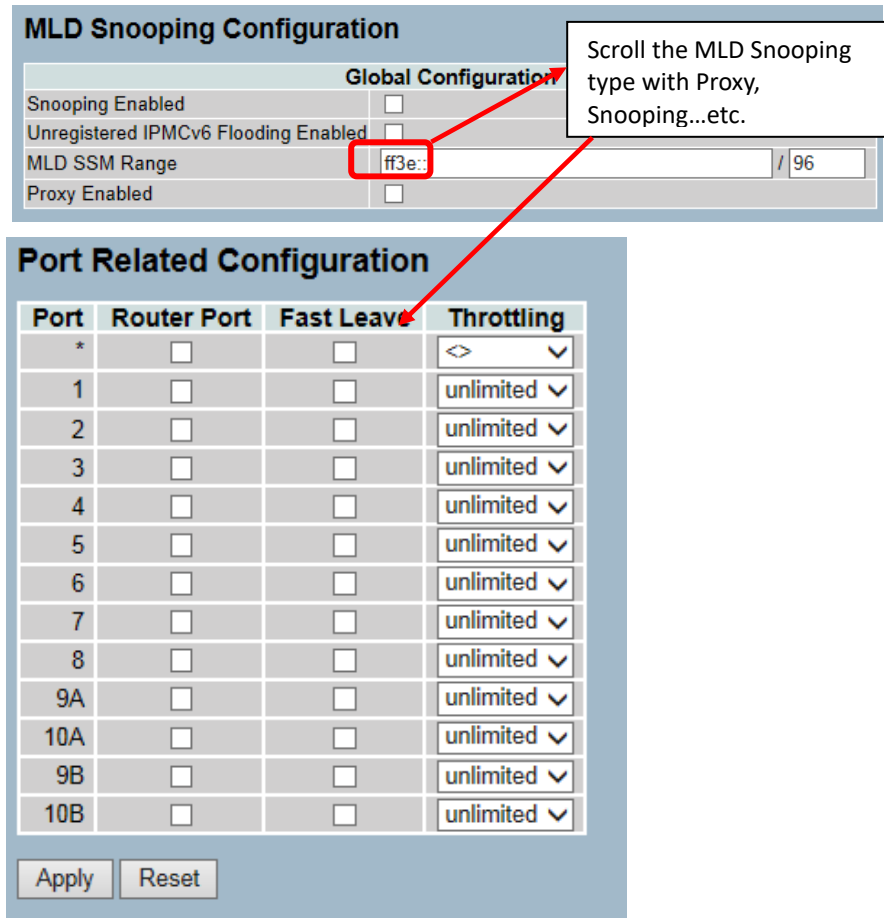 MLD Snooping Configuration
Scroll the MLD Snooping
type with Proxy,
Snooping…etc.
Global Configuration
Snooping Enabled
Unregistered IPMCv6 Flooding Enabled
MLD SSM Range ff3e:: / 96
Proxy Enabled
Port Related Configuration
Port Router Port Fast Leave Throttling
* <>
1 unlimited
2 unlimited
3 unlimited
4 unlimited
5 unlimited
6 unlimited
7 unlimited
8 unlimited
9A unlimited
10A unlimited
9B unlimited
10B unlimited
Apply Reset